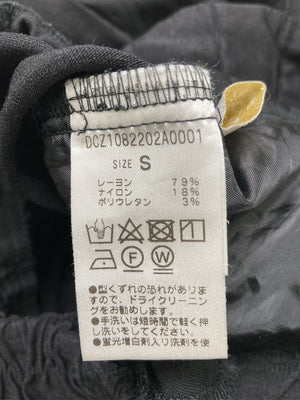 DCZ1082202A0001
SIZE S
レーヨン 79%
ナイロン 18%
ポリウレタン 3%
F W
●型くずれの恐れがありま
すので、ドライクリーニン
グをお勧めします。
●手洗いは短時間で軽く押
し洗いをしてください。
●蛍光増白剤入り洗剤を使